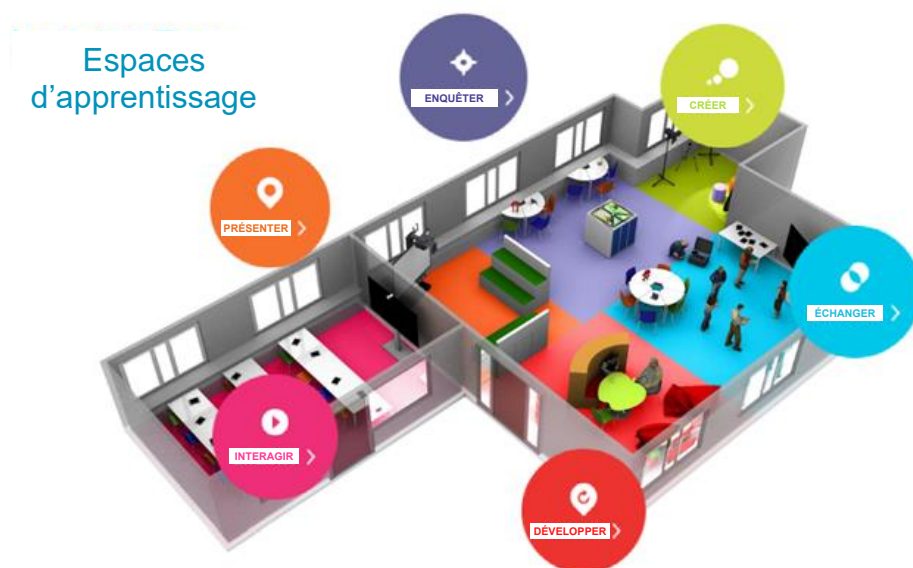 Espaces
d’apprentissage
ENQUÊTER
CRÉER
PRÉSENTER
ÉCHANGER
INTERAGIR
DÉVELOPPER